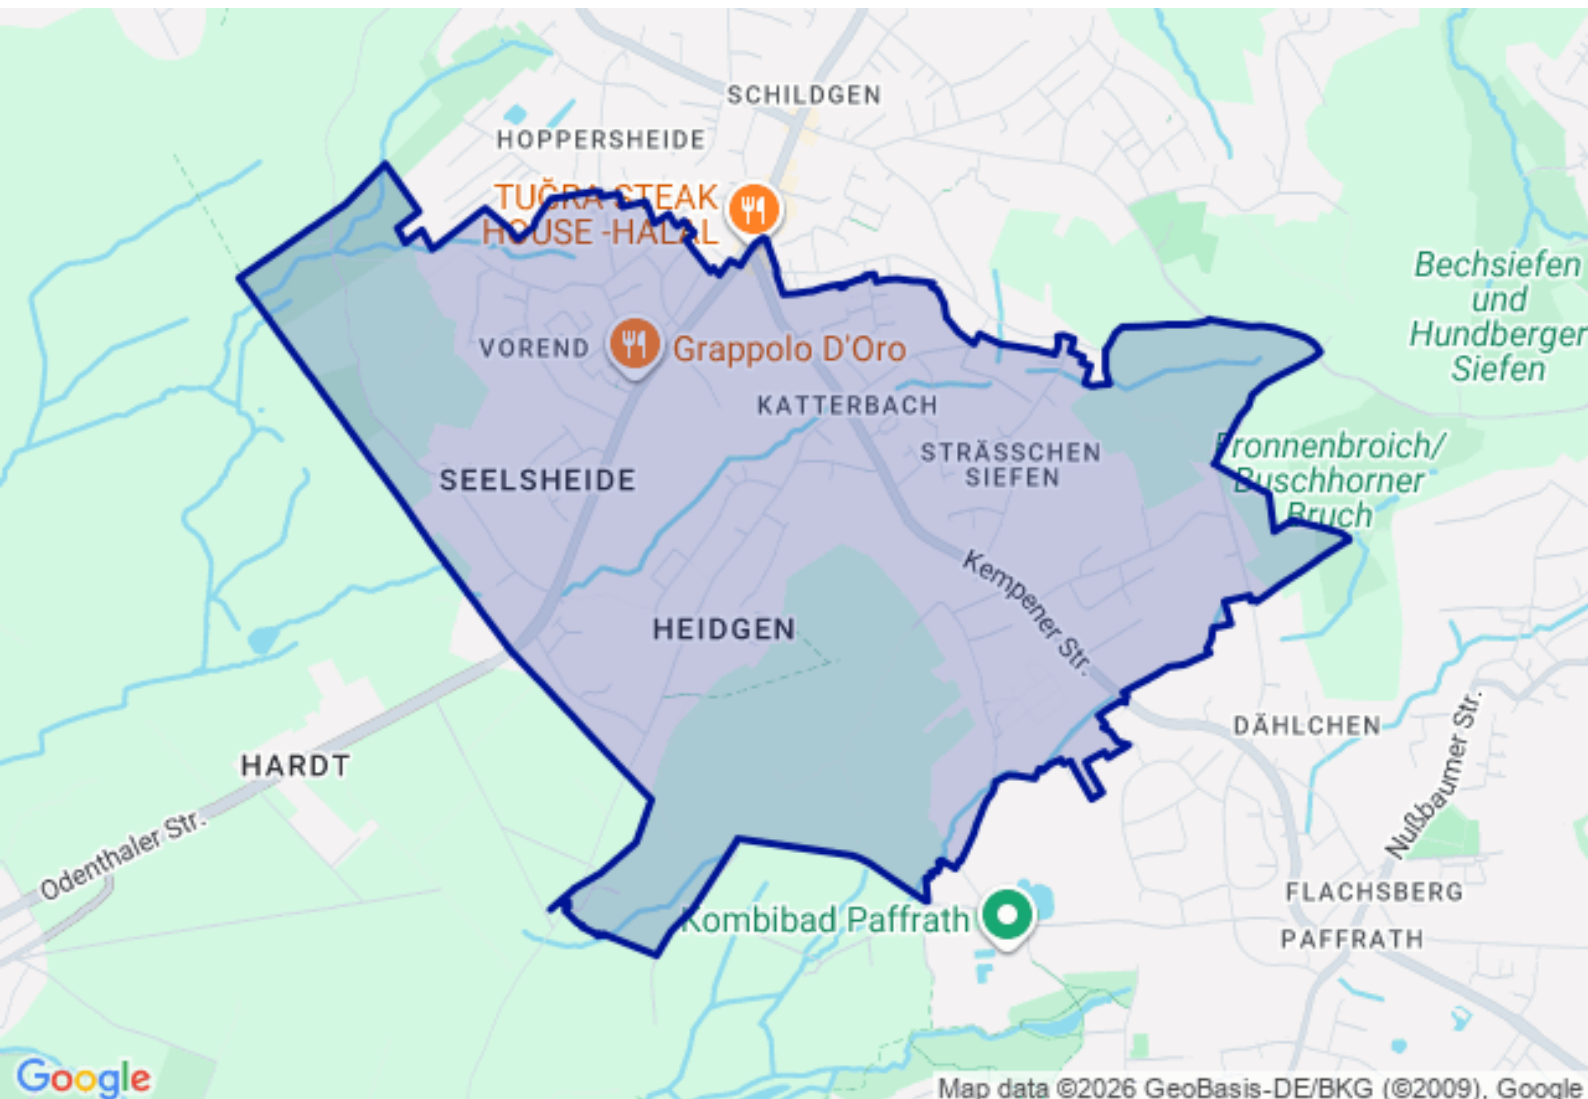 SCHILDGEN
HOPPERSHEIDE
TUĞRA STEAK
HOUSE -HALAL
Bechsiefen
und
Hundberger
Siefen
VOREND
Grappolo D'Oro
KATTERBACH
STRÄSSCHEN
SIEFEN
Bronnenbroich/
Buschhorner
Bruch
SEELSHEIDE
Kempener Str.
HEIDGEN
DÄHLCHEN
Nußbaumer Str.
HARDT
Odenthaler Str.
FLACHSBERG
Kombibad Paffrath
PAFFRATH
Google
Map data ©2026 GeoBasis-DE/BKG (©2009), Google